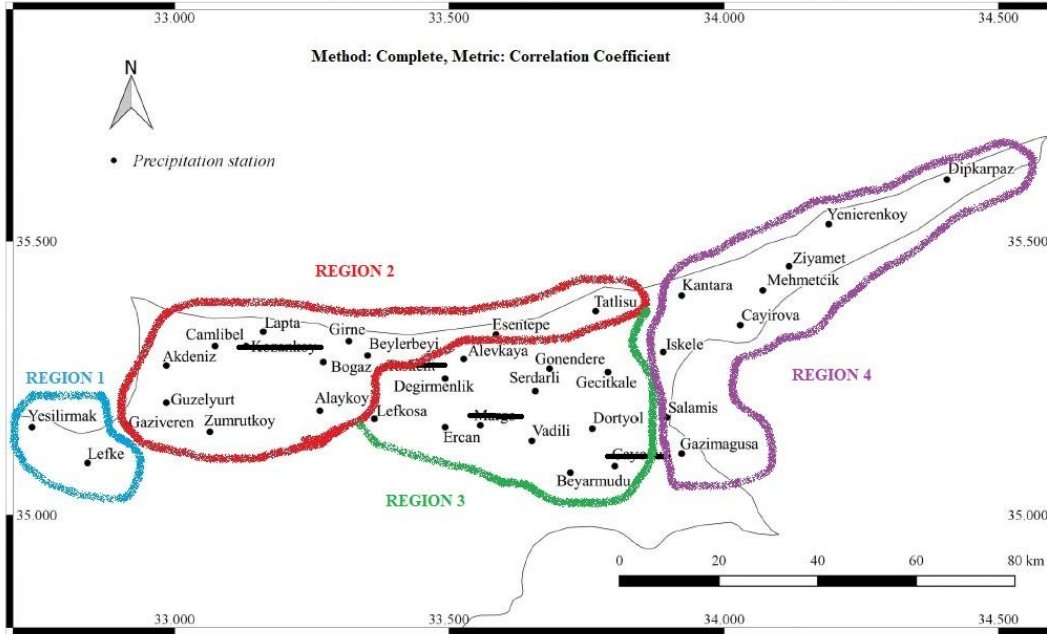 33.000 33.500 34.000 34.500
Method: Complete, Metric: Correlation Coefficient
N
Precipitation station
Dipkarpaz
Yenierenkoy
35.500 35.500
REGION 2
Ziyamet
Kantara
Mehmetcik
Tatlisu
Cayirova
Lapta
Girne
Esentepe
Camlibel
Kozankoy
Beylerbeyi
Alevkaya
Iskele
Akdeniz
Bogaz
Gonendere
REGION 1
Degirmenlik
Serdarli
Gecitkale
REGION 4
Guzelyurt
Alaykoy
Yesilirmak
Gaziveren
Zumrutkoy
Lefkosa
Dortyol
Salamis
Ercan
Vadili
Gazimagusa
Lefke
Beyarmudu
REGION 3
35.000 35.000
0 20 40 60 80 km
33.000 33.500 34.000 34.500